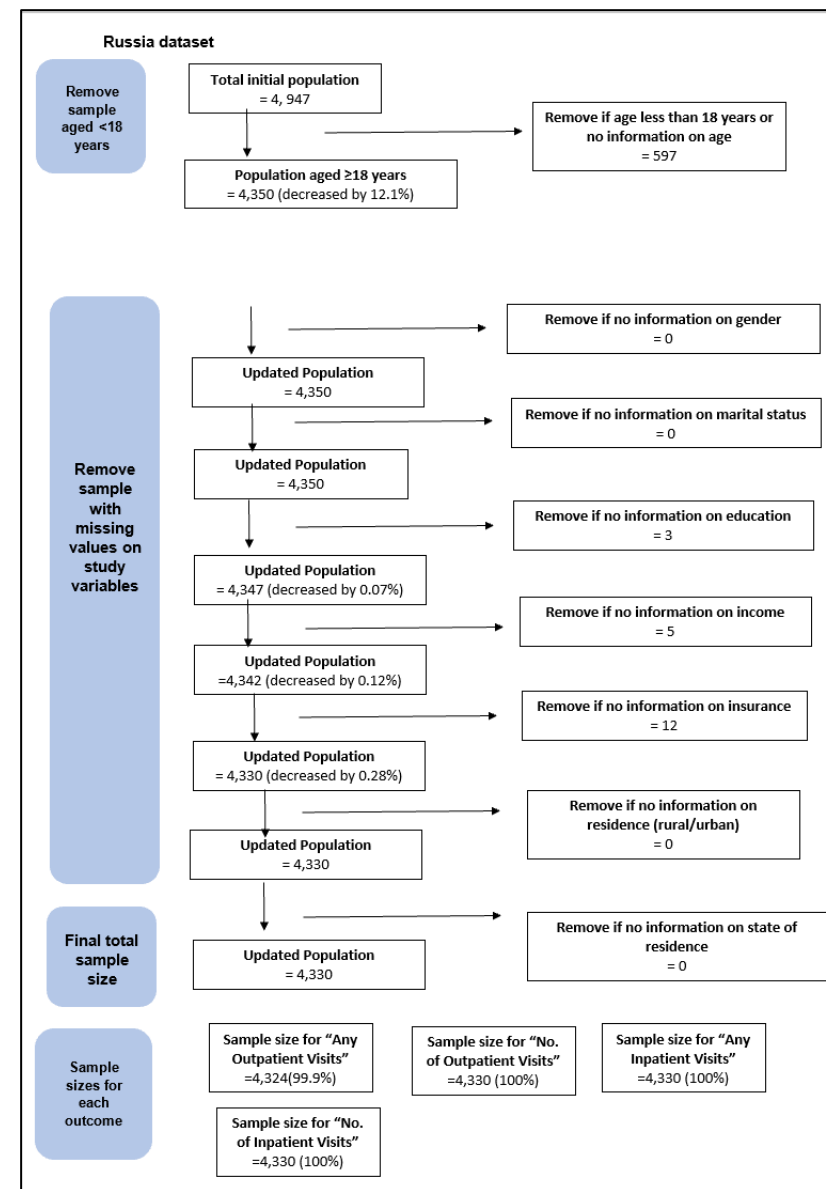 Russia dataset
Remove
sample
aged <18
years
Total initial population
= 4, 947
Remove if age less than 18 years or
no information on age
= 597
Population aged ≥18 years
= 4,350 (decreased by 12.1%)
Remove
sample
with
missing
values on
study
variables
Remove if no information on gender
= 0
Updated Population
= 4,350
Remove if no information on marital status
= 0
Updated Population
= 4,350
Remove if no information on education
= 3
Updated Population
= 4,347 (decreased by 0.07%)
Remove if no information on income
= 5
Updated Population
=4,342 (decreased by 0.12%)
Remove if no information on insurance
= 12
Updated Population
= 4,330 (decreased by 0.28%)
Remove if no information on
residence (rural/urban)
= 0
Updated Population
= 4,330
Final total
sample
size
Remove if no information on state of
residence
= 0
Updated Population
= 4,330
Sample
sizes for
each
outcome
Sample size for “Any
Outpatient Visits”
=4,324(99.9%)
Sample size for “No.
of Outpatient Visits”
=4,330 (100%)
Sample size for “Any
Inpatient Visits”
=4,330 (100%)
Sample size for “No.
of Inpatient Visits”
=4,330 (100%)